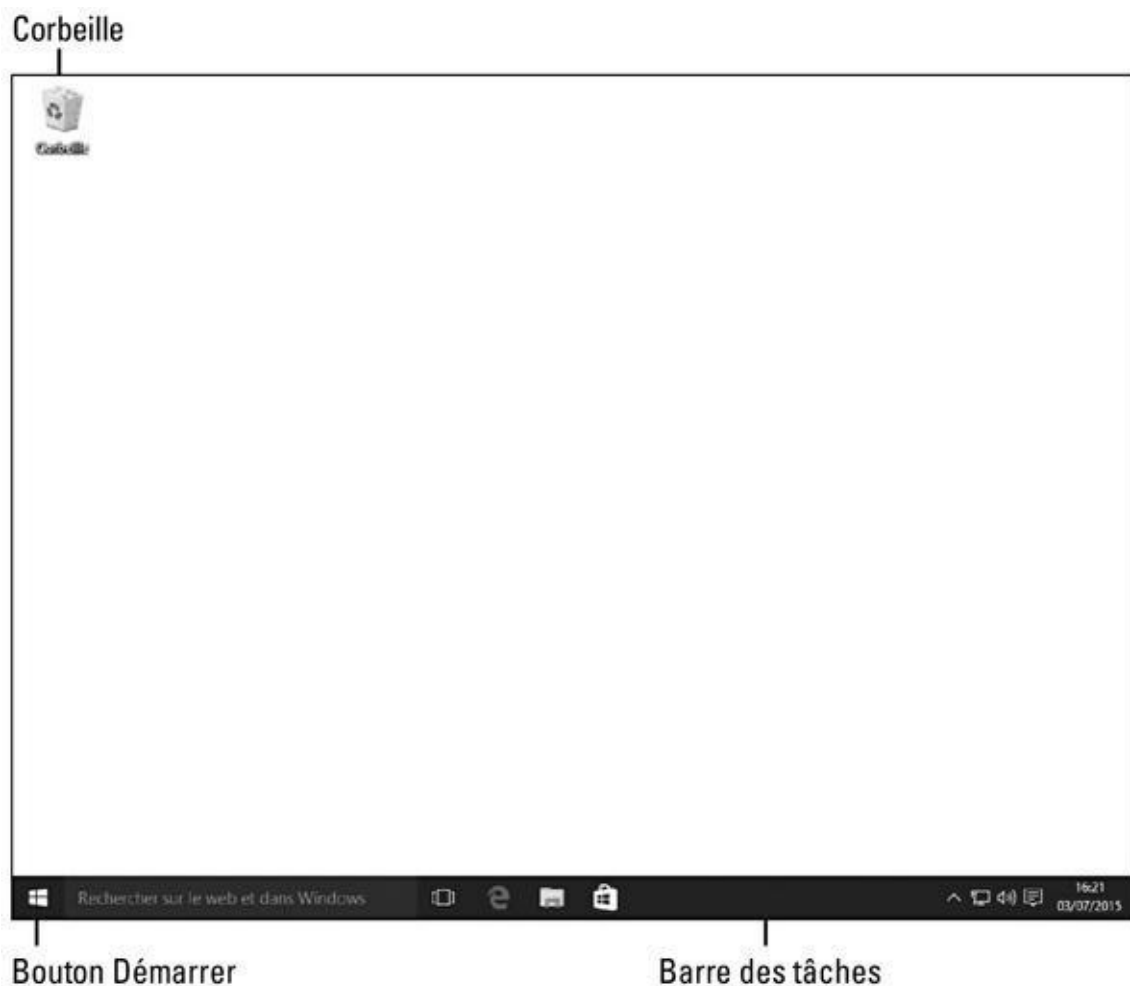 Corbeille
Corbeille
Rechercher sur le web et dans Windows
16:21
03/07/2015
Bouton Démarrer
Barre des tâches